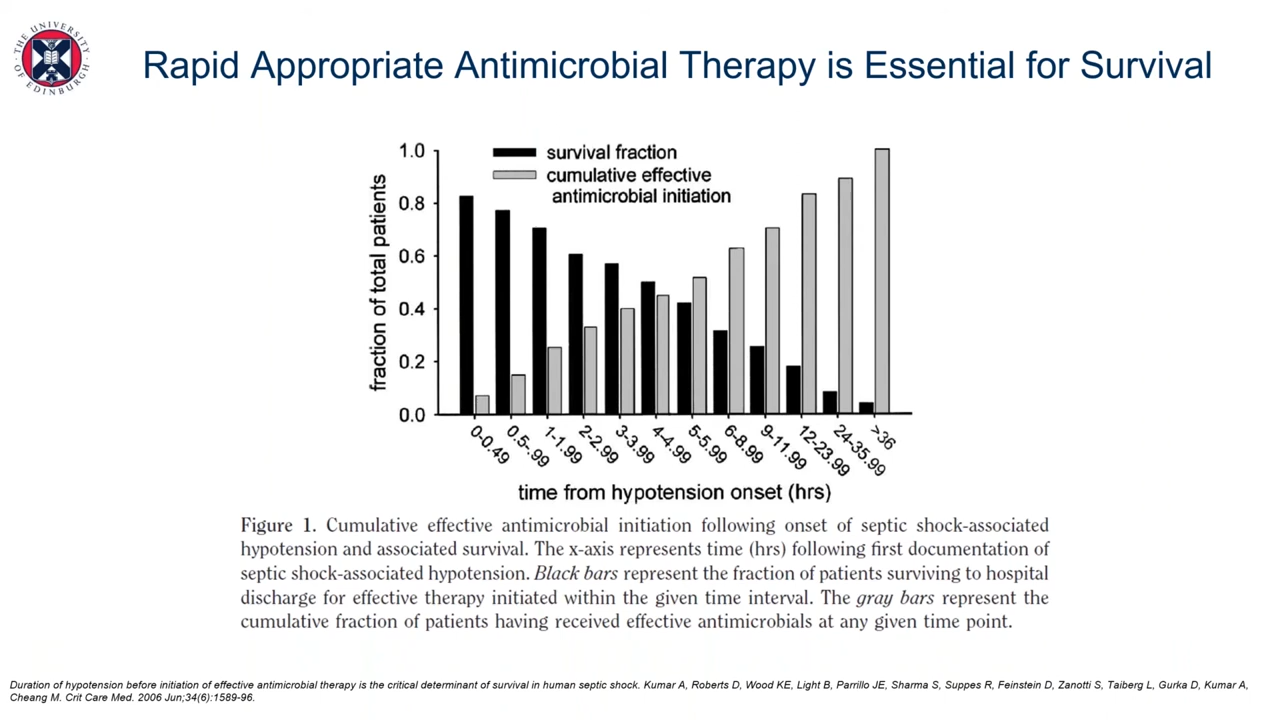 THE UNIVERSITY OF EDINBURGH
Rapid Appropriate Antimicrobial Therapy is Essential for Survival
survival fraction
cumulative effective
antimicrobial initiation
fraction of total patients
1.0
0.8
0.6
0.4
0.2
0.0
0-0.49
0.5-.99
1-1.99
2-2.99
3-3.99
4-4.99
5-5.99
6-8.99
9-11.99
12-23.99
24-35.99
>36
time from hypotension onset (hrs)
Figure 1. Cumulative effective antimicrobial initiation following onset of septic shock-associated
hypotension and associated survival. The x-axis represents time (hrs) following first documentation of
septic shock-associated hypotension. Black bars represent the fraction of patients surviving to hospital
discharge for effective therapy initiated within the given time interval. The gray bars represent the
cumulative fraction of patients having received effective antimicrobials at any given time point.
Duration of hypotension before initiation of effective antimicrobial therapy is the critical determinant of survival in human septic shock. Kumar A, Roberts D, Wood KE, Light B, Parrillo JE, Sharma S, Suppes R, Feinstein D, Zanotti S, Taiberg L, Gurka D, Kumar A,
Cheang M. Crit Care Med. 2006 Jun;34(6):1589-96.